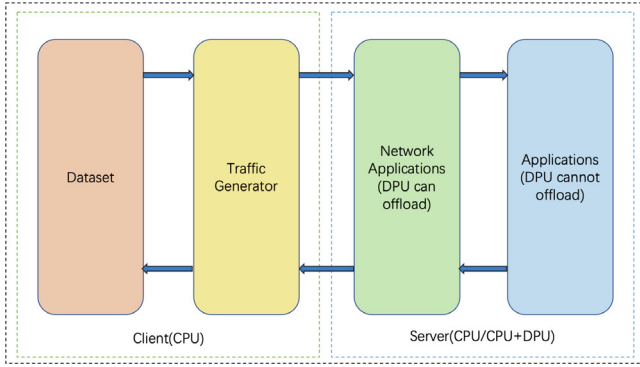 Dataset
Traffic
Generator
Network
Applications
(DPU can
offload)
Applications
(DPU cannot
offload)
Client(CPU)
Server(CPU/CPU+DPU)